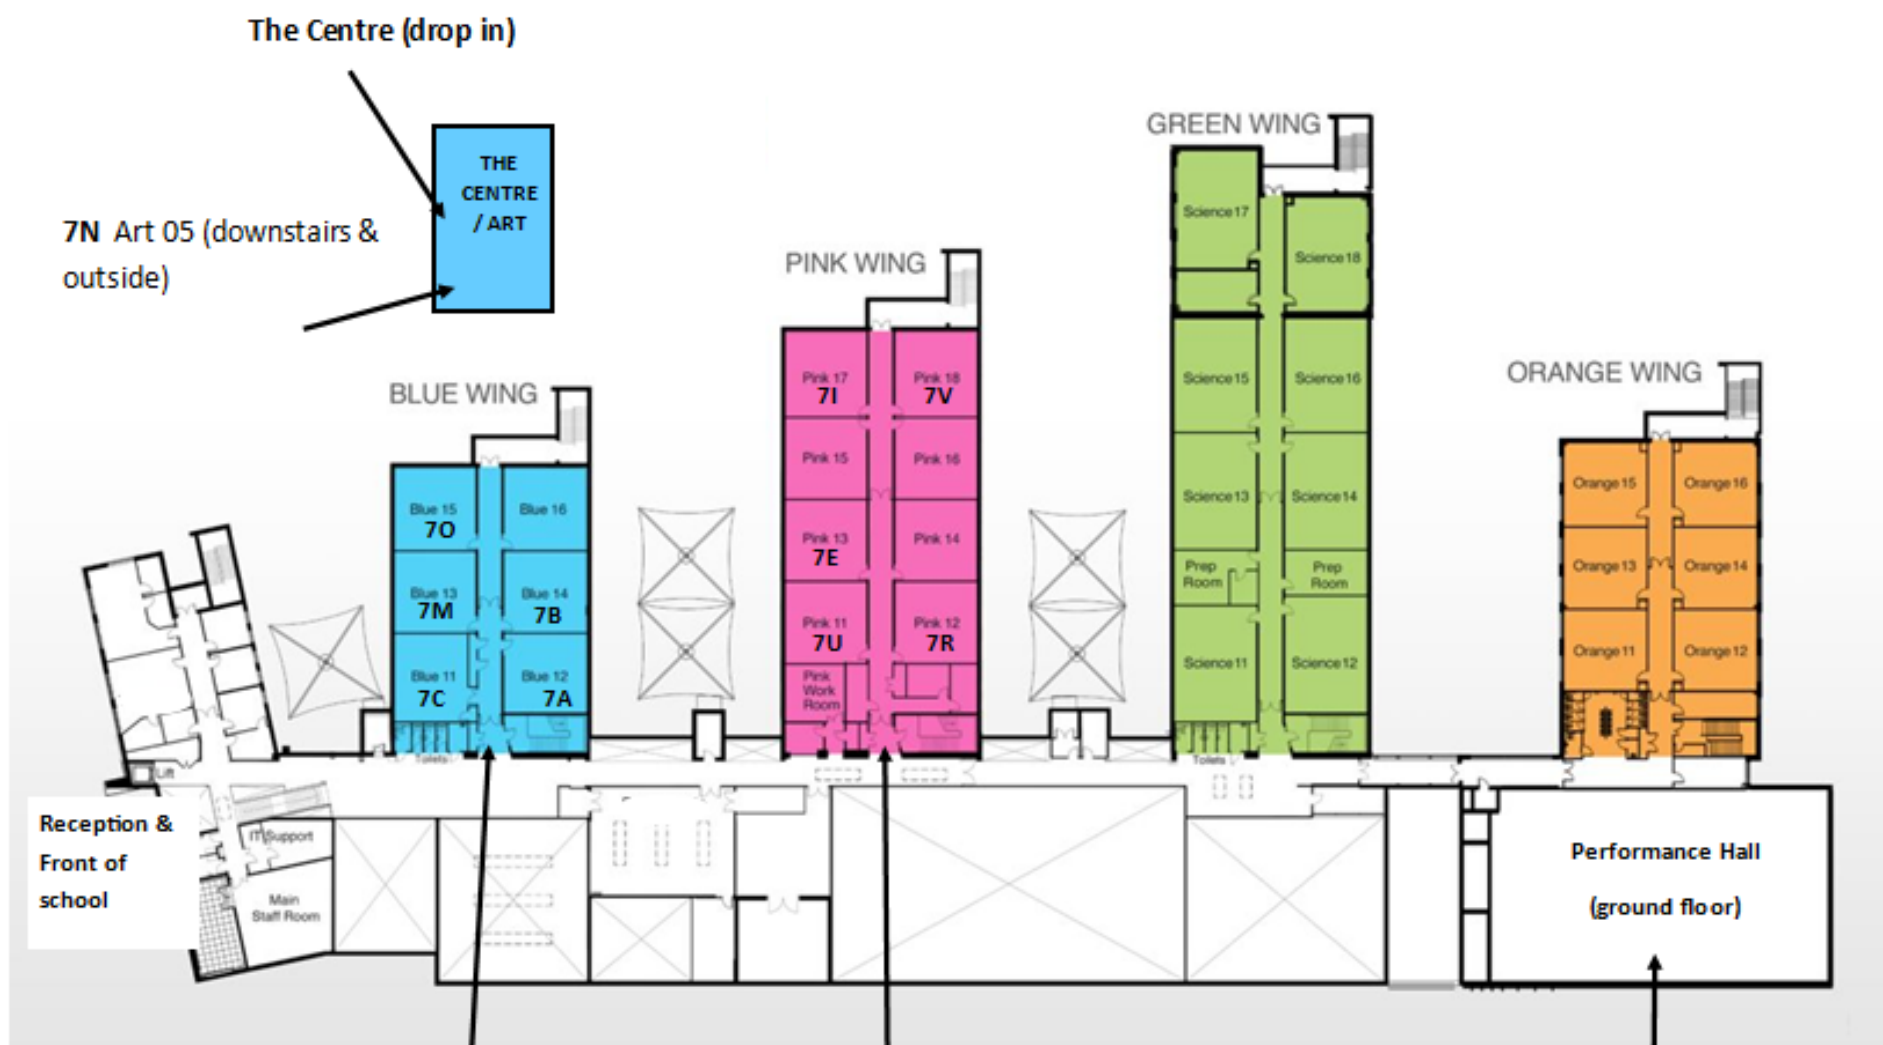 The Centre (drop in)
THE
CENTRE
/ ART
7N Art 05 (downstairs &
outside)
BLUE WING
Blue 15
7O
Blue 16
Blue 13
7M
Blue 14
7B
Blue 11
7C
Blue 12
7A
Toilets
PINK WING
Pink 17
7I
Pink 18
7V
Pink 15
Pink 16
Pink 13
7E
Pink 14
Pink 11
7U
Pink 12
7R
Pink
Work
Room
GREEN WING
Science 17
Science 18
Science 15
Science 16
Science 13
Science 14
Prep
Room
Prep
Room
Science 11
Science 12
Toilets
ORANGE WING
Orange 15
Orange 16
Orange 13
Orange 14
Orange 11
Orange 12
Lift
Reception &
Front of
school
IT Support
Main
Staff Room
Performance Hall
(ground floor)